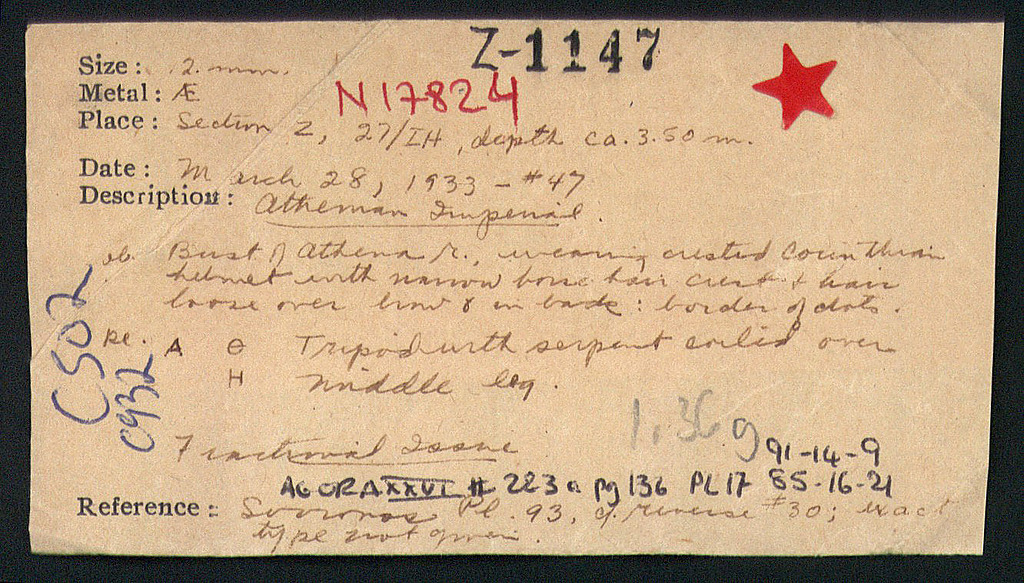 Z-1147
Size: 12. mm.
Metal: Æ
N17824
Place: Section Z, 27/IH, depth ca. 3.50 m.
Date: March 28, 1933 - #47
Description: Athenian Imperial.
ob. Bust of Athena r., wearing crested Corinthian
helmet with narrow hair crest & hair
loose over brow & in back: border of dots.
re. A Θ Tripod with serpent coiled over
H middle leg.
C502
C932
1.36 g
91-14-9
Fractional Issue
AGORA XXVI # 223a pg 136 PL 17 85-16-21
Reference: Svoronos Pl. 93, cf. reverse #30; exact
type not given.